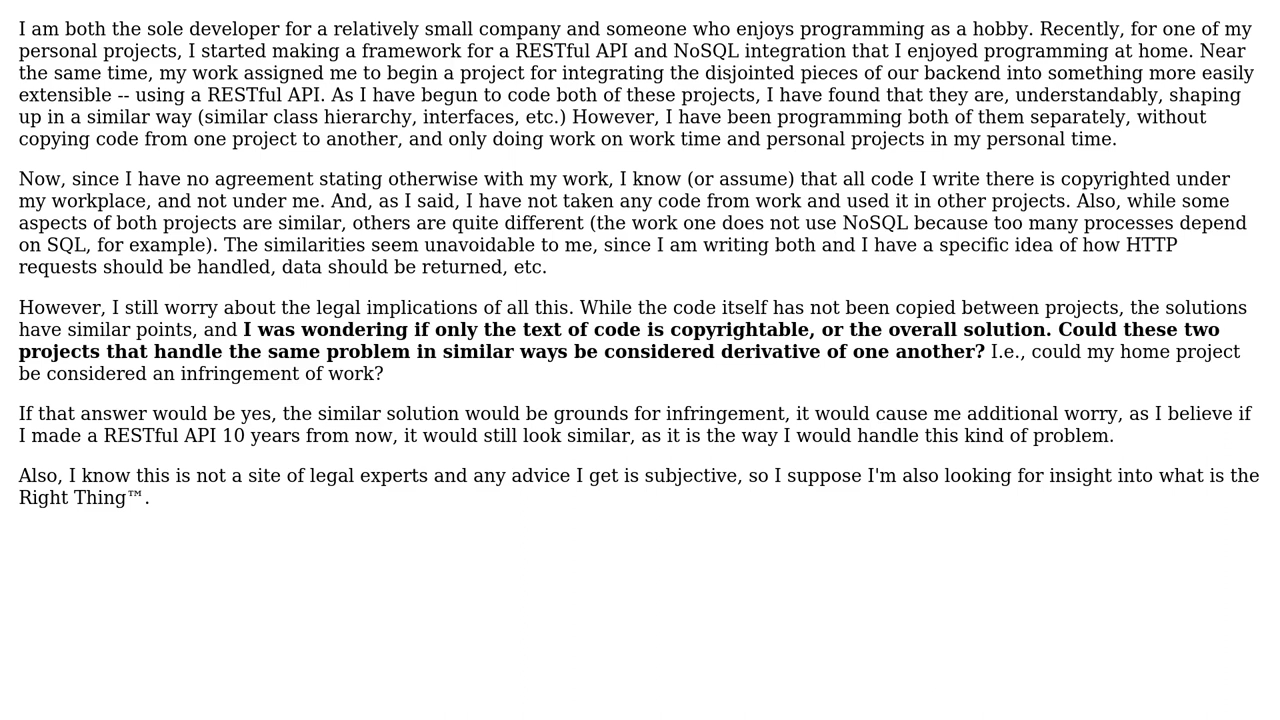 I am both the sole developer for a relatively small company and someone who enjoys programming as a hobby. Recently, for one of my
personal projects, I started making a framework for a RESTful API and NoSQL integration that I enjoyed programming at home. Near
the same time, my work assigned me to begin a project for integrating the disjointed pieces of our backend into something more easily
extensible -- using a RESTful API. As I have begun to code both of these projects, I have found that they are, understandably, shaping
up in a similar way (similar class hierarchy, interfaces, etc.) However, I have been programming both of them separately, without
copying code from one project to another, and only doing work on work time and personal projects in my personal time.
Now, since I have no agreement stating otherwise with my work, I know (or assume) that all code I write there is copyrighted under
my workplace, and not under me. And, as I said, I have not taken any code from work and used it in other projects. Also, while some
aspects of both projects are similar, others are quite different (the work one does not use NoSQL because too many processes depend
on SQL, for example). The similarities seem unavoidable to me, since I am writing both and I have a specific idea of how HTTP
requests should be handled, data should be returned, etc.
However, I still worry about the legal implications of all this. While the code itself has not been copied between projects, the solutions
have similar points, and I was wondering if only the text of code is copyrightable, or the overall solution. Could these two
projects that handle the same problem in similar ways be considered derivative of one another? I.e., could my home project
be considered an infringement of work?
If that answer would be yes, the similar solution would be grounds for infringement, it would cause me additional worry, as I believe if
I made a RESTful API 10 years from now, it would still look similar, as it is the way I would handle this kind of problem.
Also, I know this is not a site of legal experts and any advice I get is subjective, so I suppose I'm also looking for insight into what is the
Right Thing™.